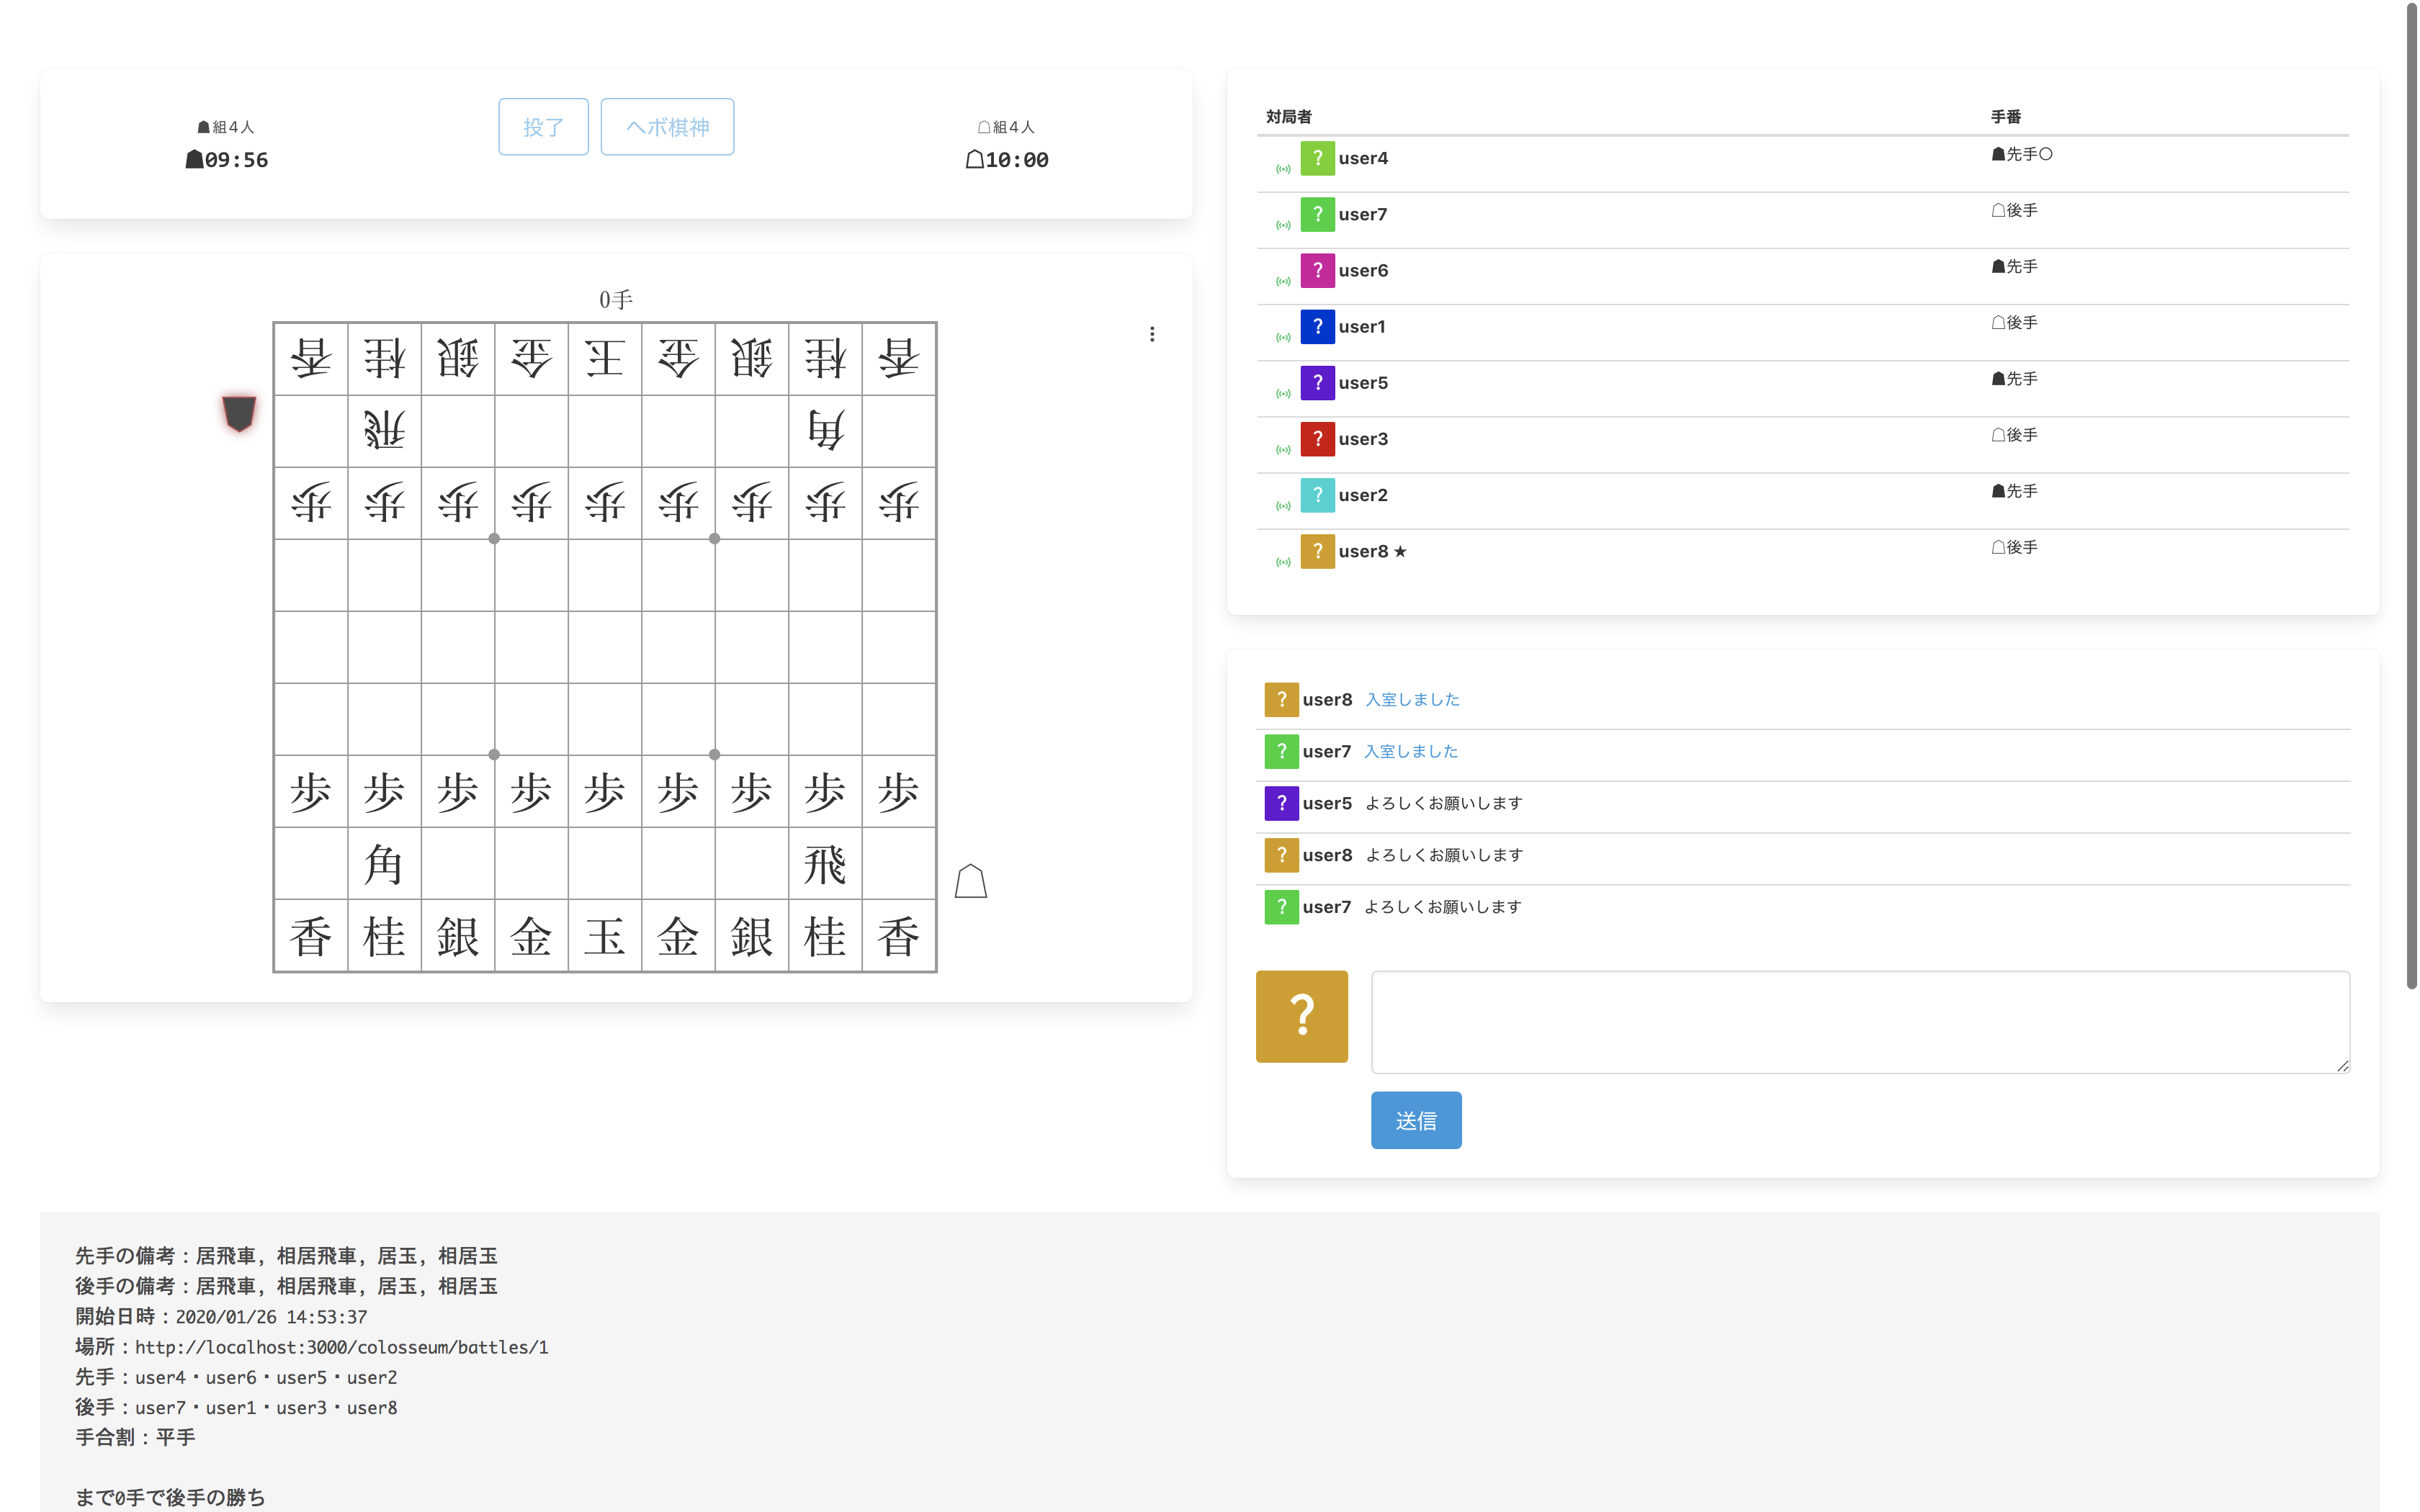 ☗組4人
☗09:56
投了
ヘボ棋神
☖組4人
☖10:00
0手
香桂銀金王金銀桂香
飛角
歩歩歩歩歩歩歩歩歩
歩歩歩歩歩歩歩歩歩
角飛
香桂銀金玉金銀桂香
対局者 手番
? user4 ☗先手○
? user7 ☖後手
? user6 ☗先手
? user1 ☖後手
? user5 ☗先手
? user3 ☖後手
? user2 ☗先手
? user8 ★ ☖後手
? user8 入室しました
? user7 入室しました
? user5 よろしくお願いします
? user8 よろしくお願いします
? user7 よろしくお願いします
?
送信
先手の備考：居飛車, 相居飛車, 居玉, 相居玉
後手の備考：居飛車, 相居飛車, 居玉, 相居玉
開始日時：2020/01/26 14:53:37
場所：http://localhost:3000/colosseum/battles/1
先手：user4・user6・user5・user2
後手：user7・user1・user3・user8
手合割：平手
まで0手で後手の勝ち